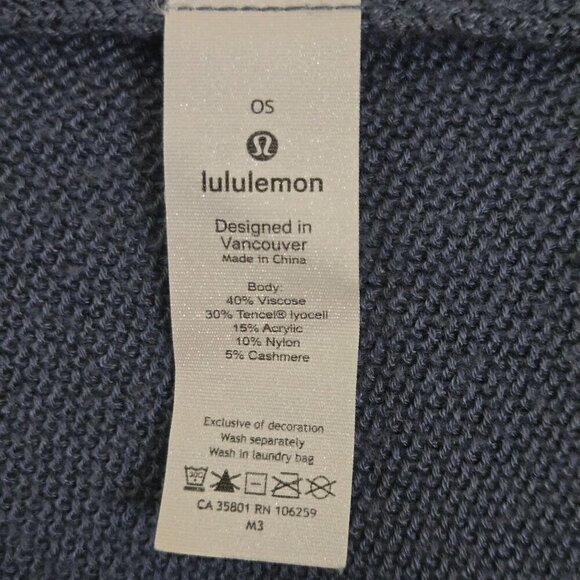 OS
lululemon
Designed in
Vancouver
Made in China
Body:
40% Viscose
30% Tencel® lyocell
15% Acrylic
10% Nylon
5% Cashmere
Exclusive of decoration
Wash separately
Wash in laundry bag
CA 35801 RN 106259
M3